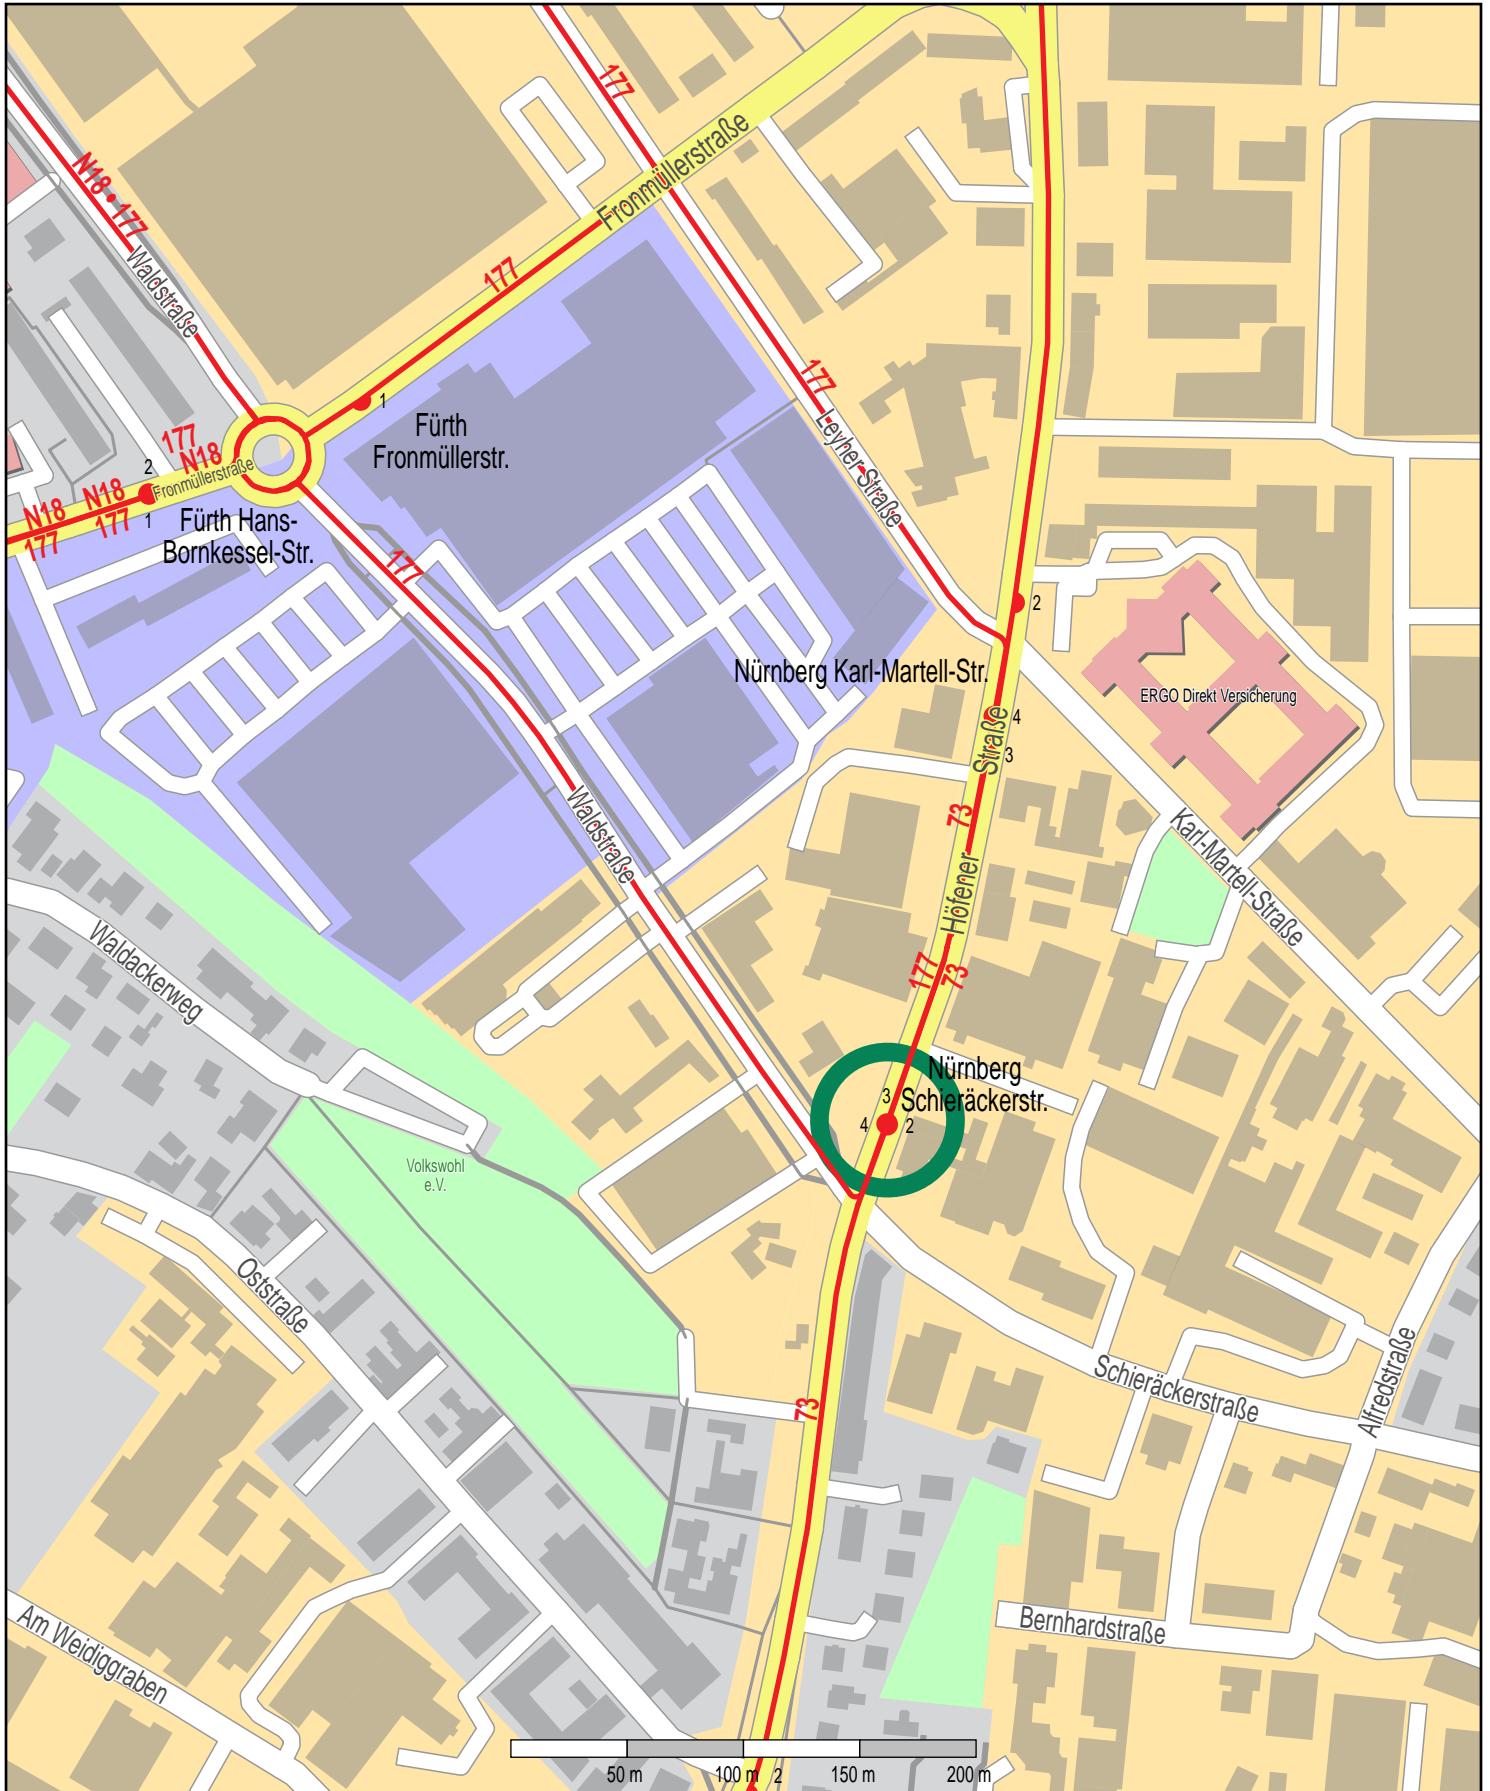 177
Fronmüllerstraße
N18•177
Waldstraße
177
177
Leyher Straße
1
Fürth
Fronmüllerstr.
177
N18
2
Fronmüllerstraße
N18
N18
177
177
1
Fürth Hans-
Bornkessel-Str.
177
2
Nürnberg Karl-Martell-Str.
ERGO Direkt Versicherung
4
Straße
3
73
Waldstraße
Karl-Martell-Straße
Höfener
177
73
Waldackerweg
Nürnberg
Schieräckerstr.
3
4
2
Volkswohl
e.V.
Oststraße
Schieräckerstraße
Alfredstraße
73
Bernhardstraße
Am Weidiggraben
50 m
100 m
2
150 m
200 m